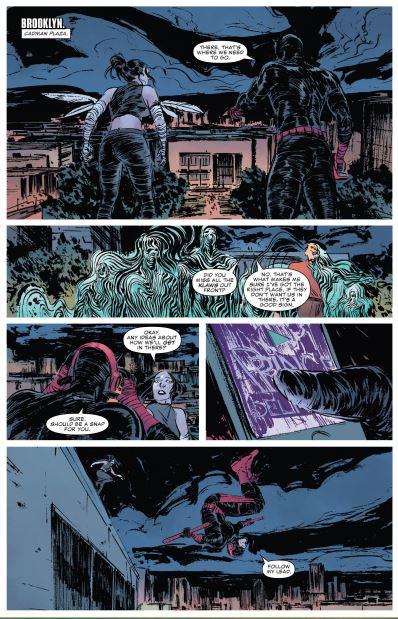 BROOKLYN.
CADMAN PLAZA.
THERE, THAT'S
WHERE WE NEED
TO GO.
DID YOU
MISS ALL THE
KLAWS OUT
FRONT?
NO, THAT'S
WHAT MAKES ME
SURE I'VE GOT THE
RIGHT PLACE. IF THEY
DON'T WANT US IN
THERE, IT'S A
GOOD SIGN.
OKAY.
ANY IDEAS ABOUT
HOW WE'LL GET
IN THERE?
SURE.
SHOULD BE A SNAP
FOR YOU.
FOLLOW
MY LEAD.